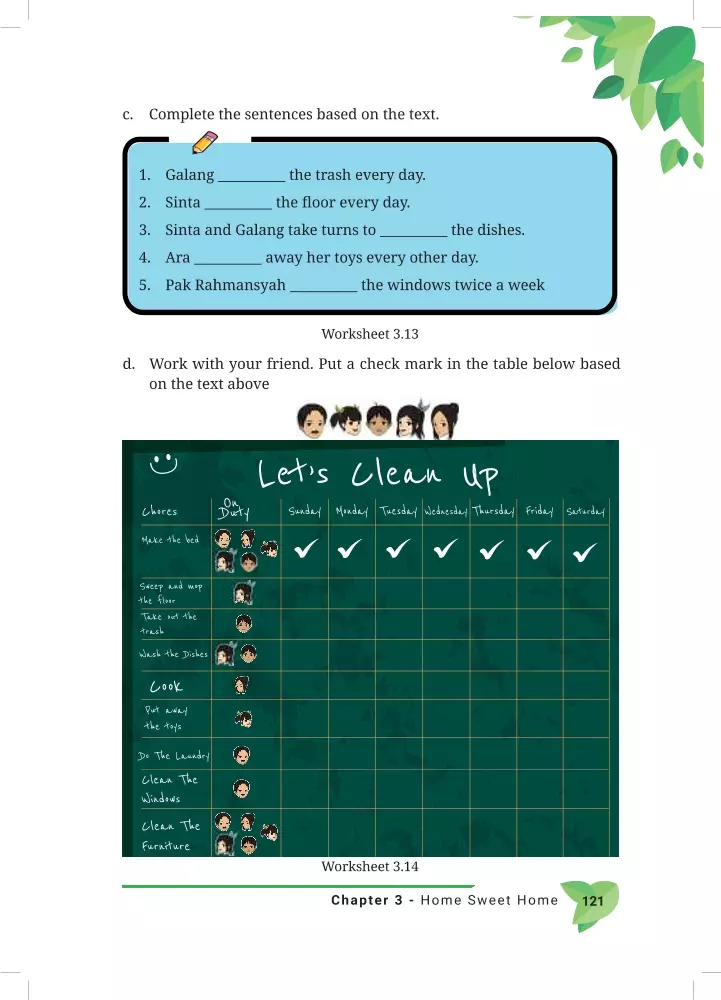 c. Complete the sentences based on the text.
1. Galang _________ the trash every day.
2. Sinta _________ the floor every day.
3. Sinta and Galang take turns to _________ the dishes.
4. Ara _________ away her toys every other day.
5. Pak Rahmansyah _________ the windows twice a week
Worksheet 3.13
d. Work with your friend. Put a check mark in the table below based
on the text above
Let's Clean Up
Chores On Duty Sunday Monday Tuesday Wednesday Thursday Friday Saturday
Make the bed ✓ ✓ ✓ ✓ ✓ ✓ ✓
Sweep and mop
the floor
Take out the
trash
Wash the Dishes
Cook
Put away
the toys
Do The Laundry
Clean The
Windows
Clean The
Furniture
Worksheet 3.14
Chapter 3 - Home Sweet Home 121